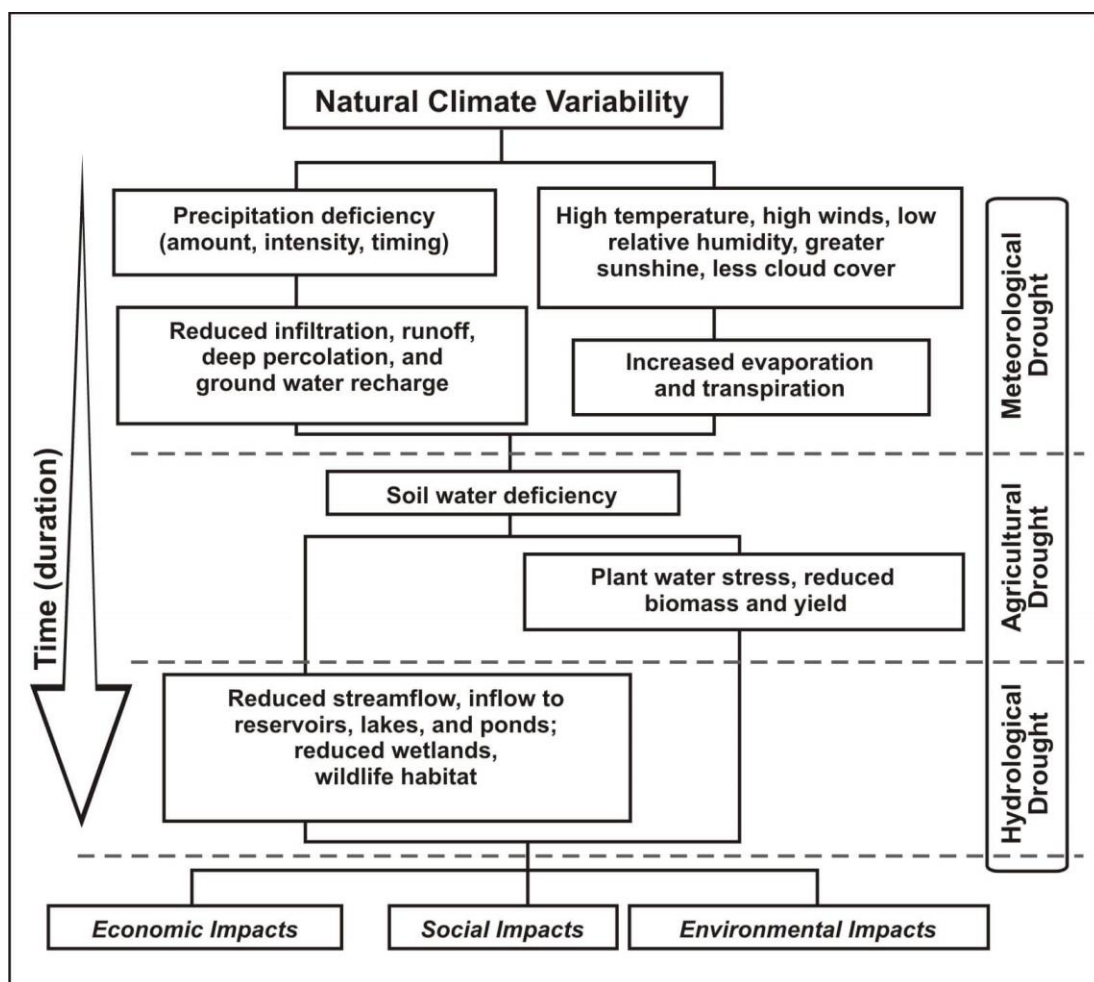 Natural Climate Variability
Precipitation deficiency
(amount, intensity, timing)
High temperature, high winds, low
relative humidity, greater
sunshine, less cloud cover
Reduced infiltration, runoff,
deep percolation, and
ground water recharge
Increased evaporation
and transpiration
Meteorological
Drought
Time (duration)
Soil water deficiency
Plant water stress, reduced
biomass and yield
Agricultural
Drought
Reduced streamflow, inflow to
reservoirs, lakes, and ponds;
reduced wetlands,
wildlife habitat
Hydrological
Drought
Economic Impacts
Social Impacts
Environmental Impacts